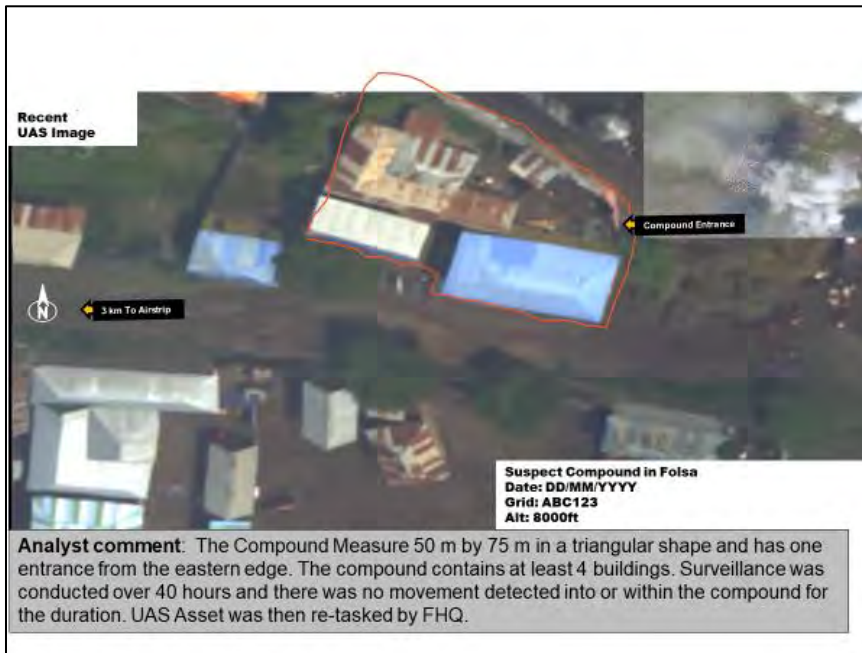 Recent
UAS Image
Compound Entrance
N
3 km To Airstrip
Suspect Compound in Folsa
Date: DD/MM/YYYY
Grid: ABC123
Alt: 8000ft
Analyst comment: The Compound Measure 50 m by 75 m in a triangular shape and has one
entrance from the eastern edge. The compound contains at least 4 buildings. Surveillance was
conducted over 40 hours and there was no movement detected into or within the compound for
the duration. UAS Asset was then re-tasked by FHQ.